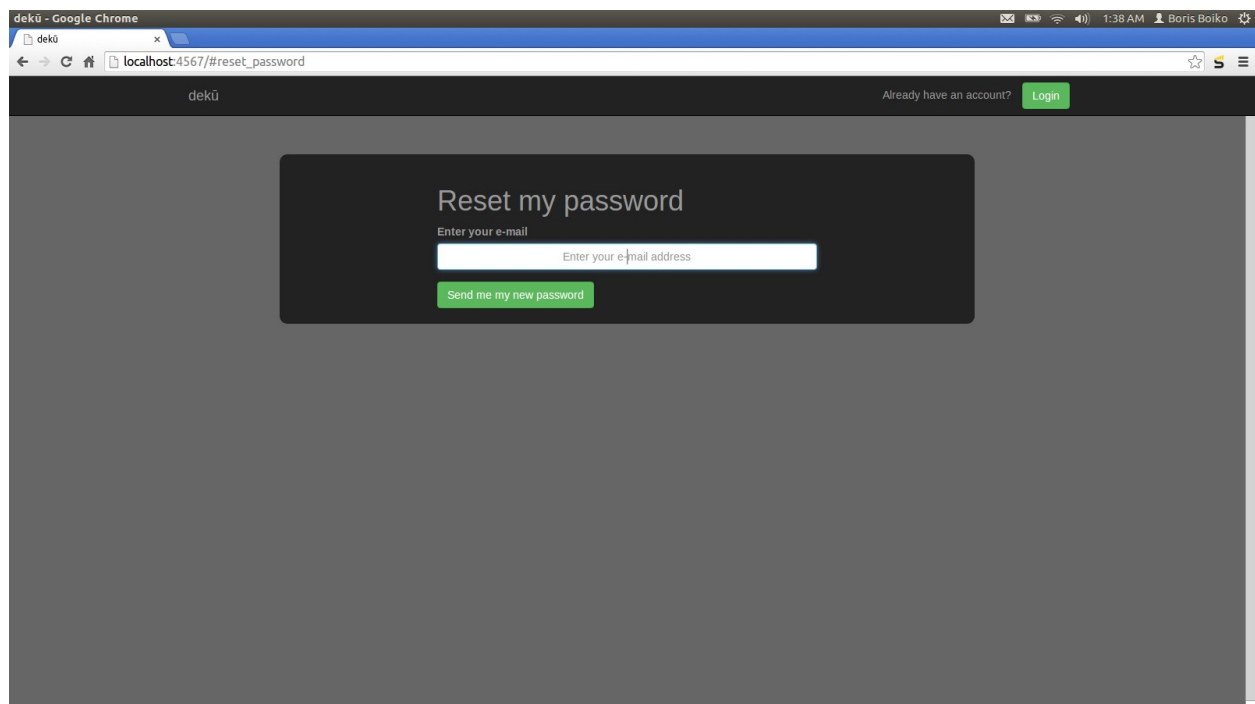 dekū - Google Chrome
1:38 AM Boris Boiko
dekū
localhost:4567/#reset_password
dekū
Already have an account? Login
Reset my password
Enter your e-mail
Enter your e-mail address
Send me my new password